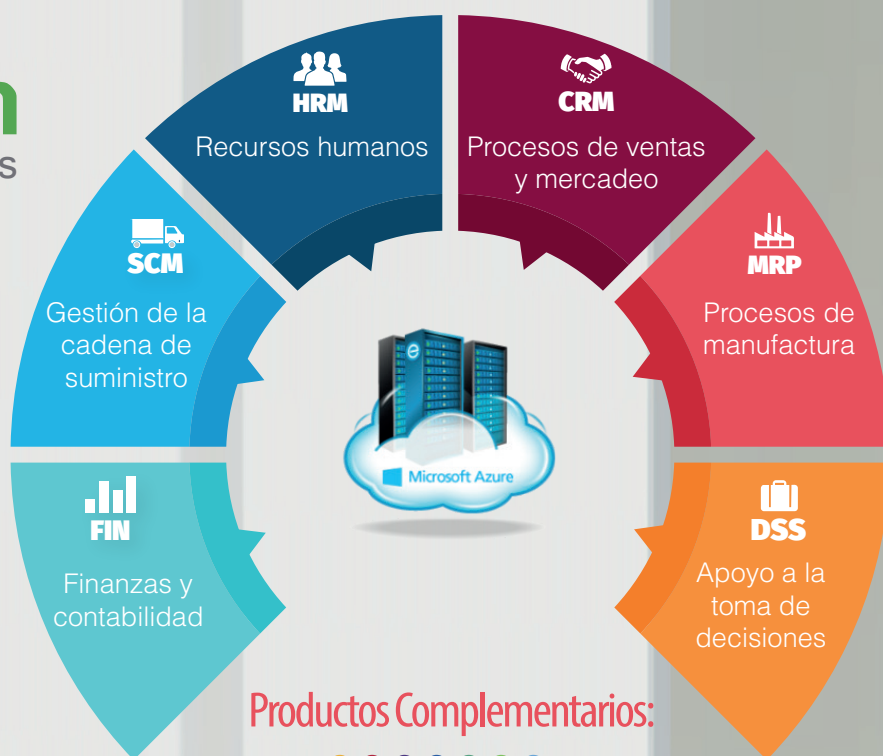 HRM
Recursos humanos
CRM
Procesos de ventas
y mercadeo
SCM
Gestión de la
cadena de
suministro
MRP
Procesos de
manufactura
e
Microsoft Azure
FIN
Finanzas y
contabilidad
DSS
Apoyo a la
toma de
decisiones
Productos Complementarios: